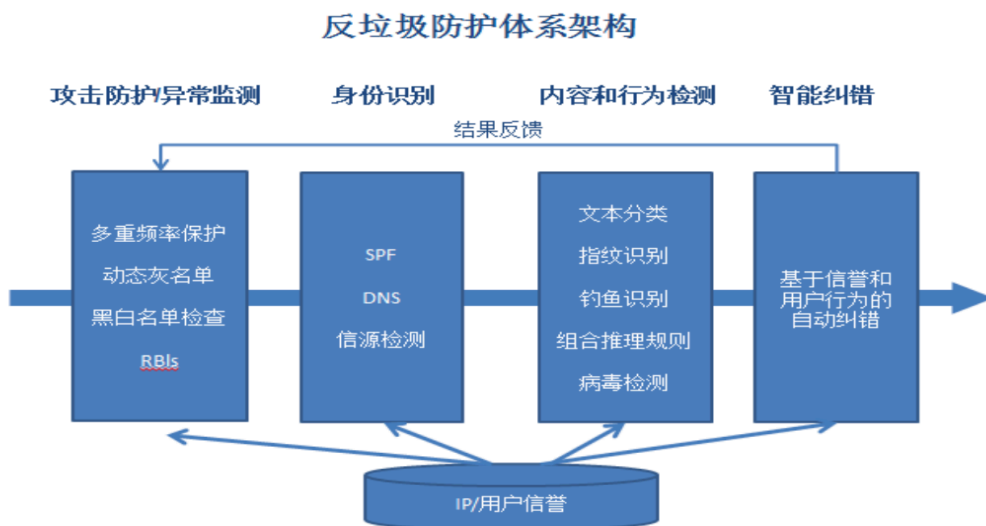 反垃圾防护体系架构
攻击防护/异常监测
身份识别
内容和行为检测
智能纠错
结果反馈
多重频率保护
动态灰名单
黑白名单检查
RBls
SPF
DNS
信源检测
文本分类
指纹识别
钓鱼识别
组合推理规则
病毒检测
基于信誉和
用户行为的
自动纠错
IP/用户信誉